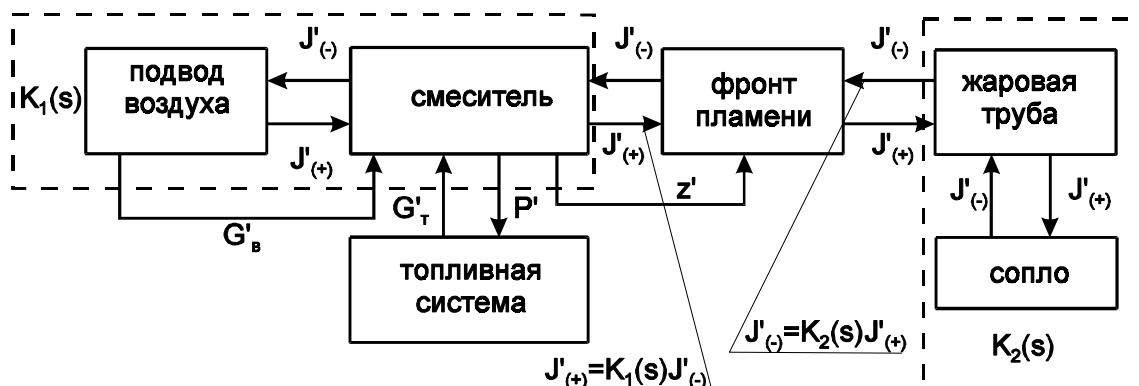 J'(-)
J'(-)
J'(-)
K₁(s)
подвод
воздуха
смеситель
фронт
пламени
жаровая
труба
J'(+)
J'(+)
J'(+)
G'в
G'т
P'
z'
J'(-)
J'(+)
топливная
система
сопло
J'(-)=K₂(s)J'(+)
K₂(s)
J'(+)=K₁(s)J'(-)